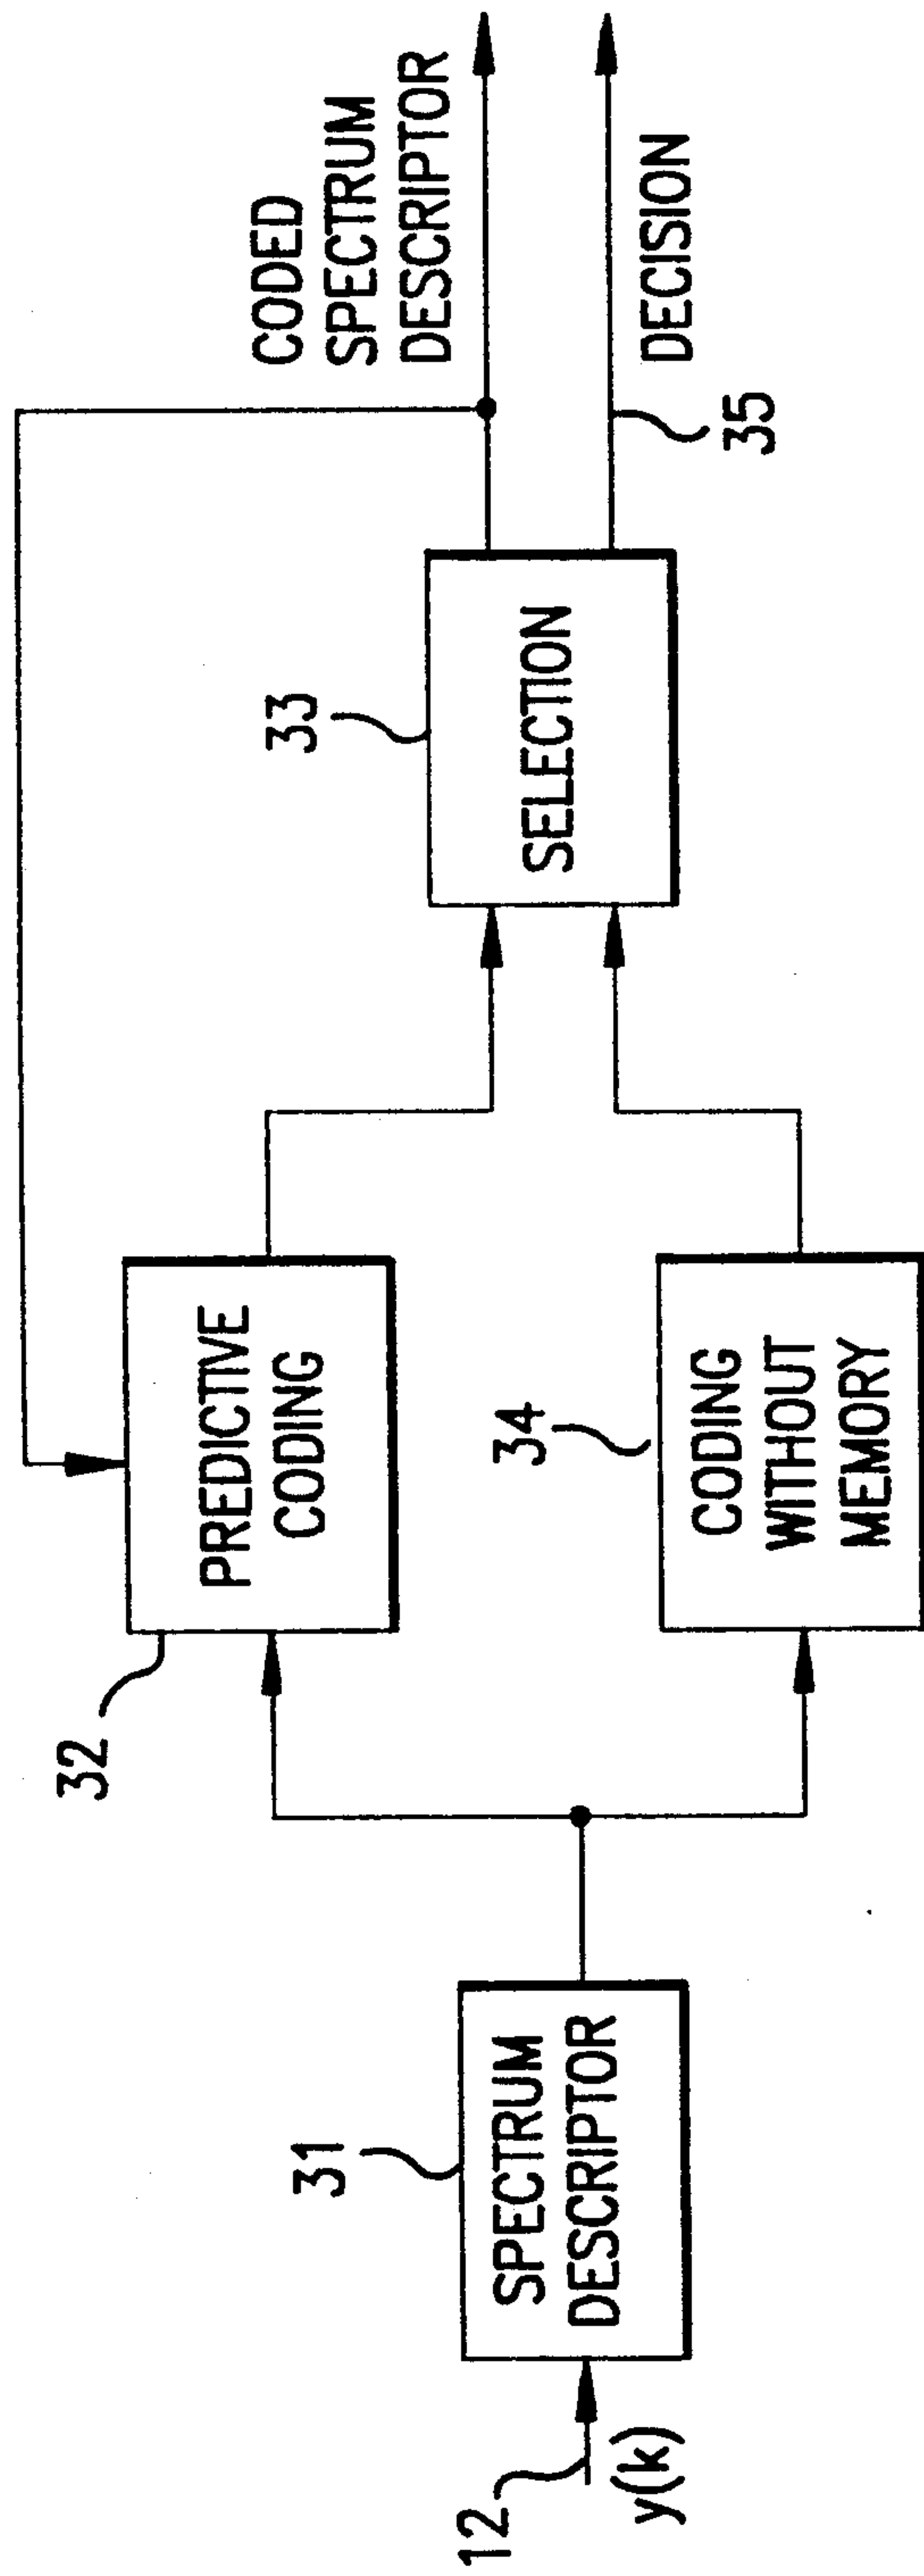 12
y(k)
31
SPECTRUM
DESCRIPTOR
32
PREDICTIVE
CODING
34
CODING
WITHOUT
MEMORY
33
SELECTION
CODED
SPECTRUM
DESCRIPTOR
35
DECISION